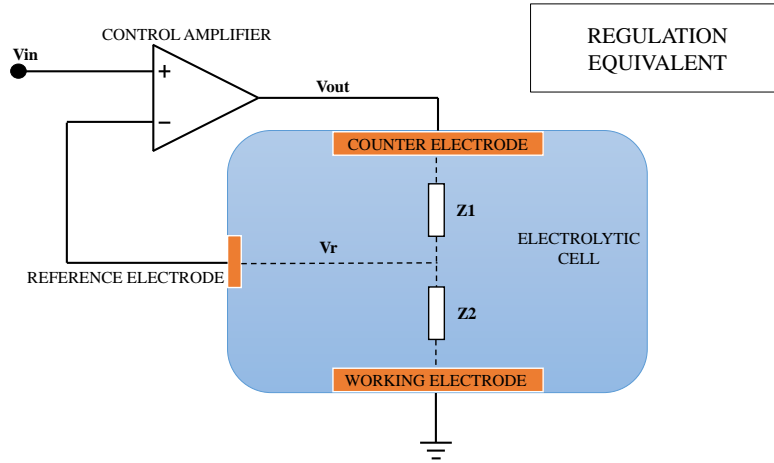 REGULATION
EQUIVALENT
CONTROL AMPLIFIER
Vin
+
Vout
−
COUNTER ELECTRODE
Z1
Vr
ELECTROLYTIC
CELL
REFERENCE ELECTRODE
Z2
WORKING ELECTRODE